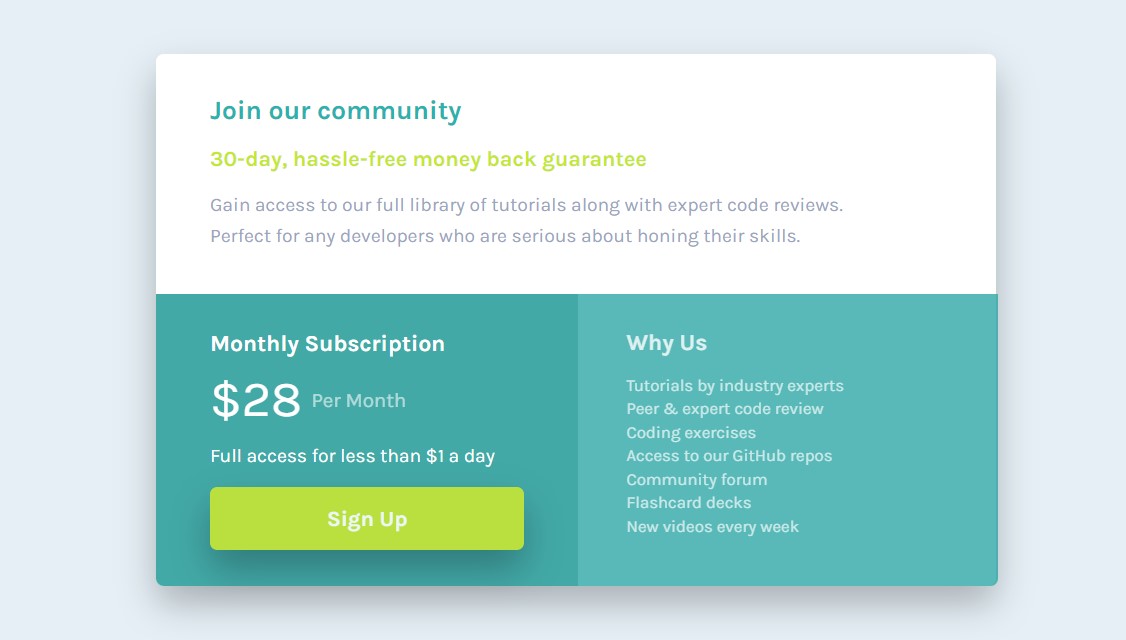 Join our community
30-day, hassle-free money back guarantee
Gain access to our full library of tutorials along with expert code reviews.
Perfect for any developers who are serious about honing their skills.
Monthly Subscription
$28 Per Month
Full access for less than $1 a day
Sign Up
Why Us
Tutorials by industry experts
Peer & expert code review
Coding exercises
Access to our GitHub repos
Community forum
Flashcard decks
New videos every week